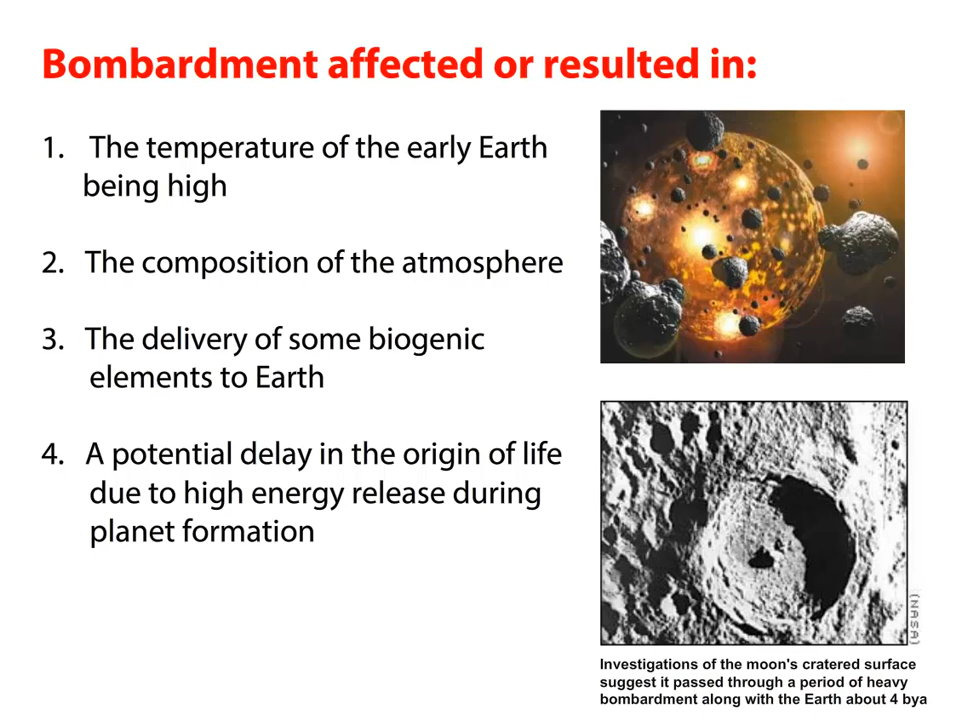 Bombardment affected or resulted in:
1. The temperature of the early Earth
being high
2. The composition of the atmosphere
3. The delivery of some biogenic
elements to Earth
4. A potential delay in the origin of life
due to high energy release during
planet formation
(NASA)
Investigations of the moon's cratered surface
suggest it passed through a period of heavy
bombardment along with the Earth about 4 bya